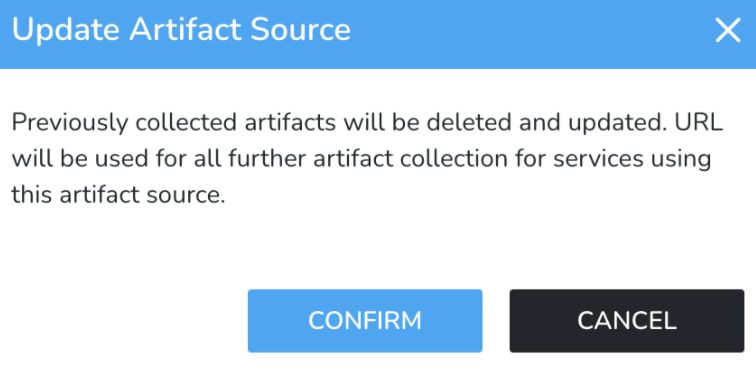 Update Artifact Source
Previously collected artifacts will be deleted and updated. URL
will be used for all further artifact collection for services using
this artifact source.
CONFIRM
CANCEL